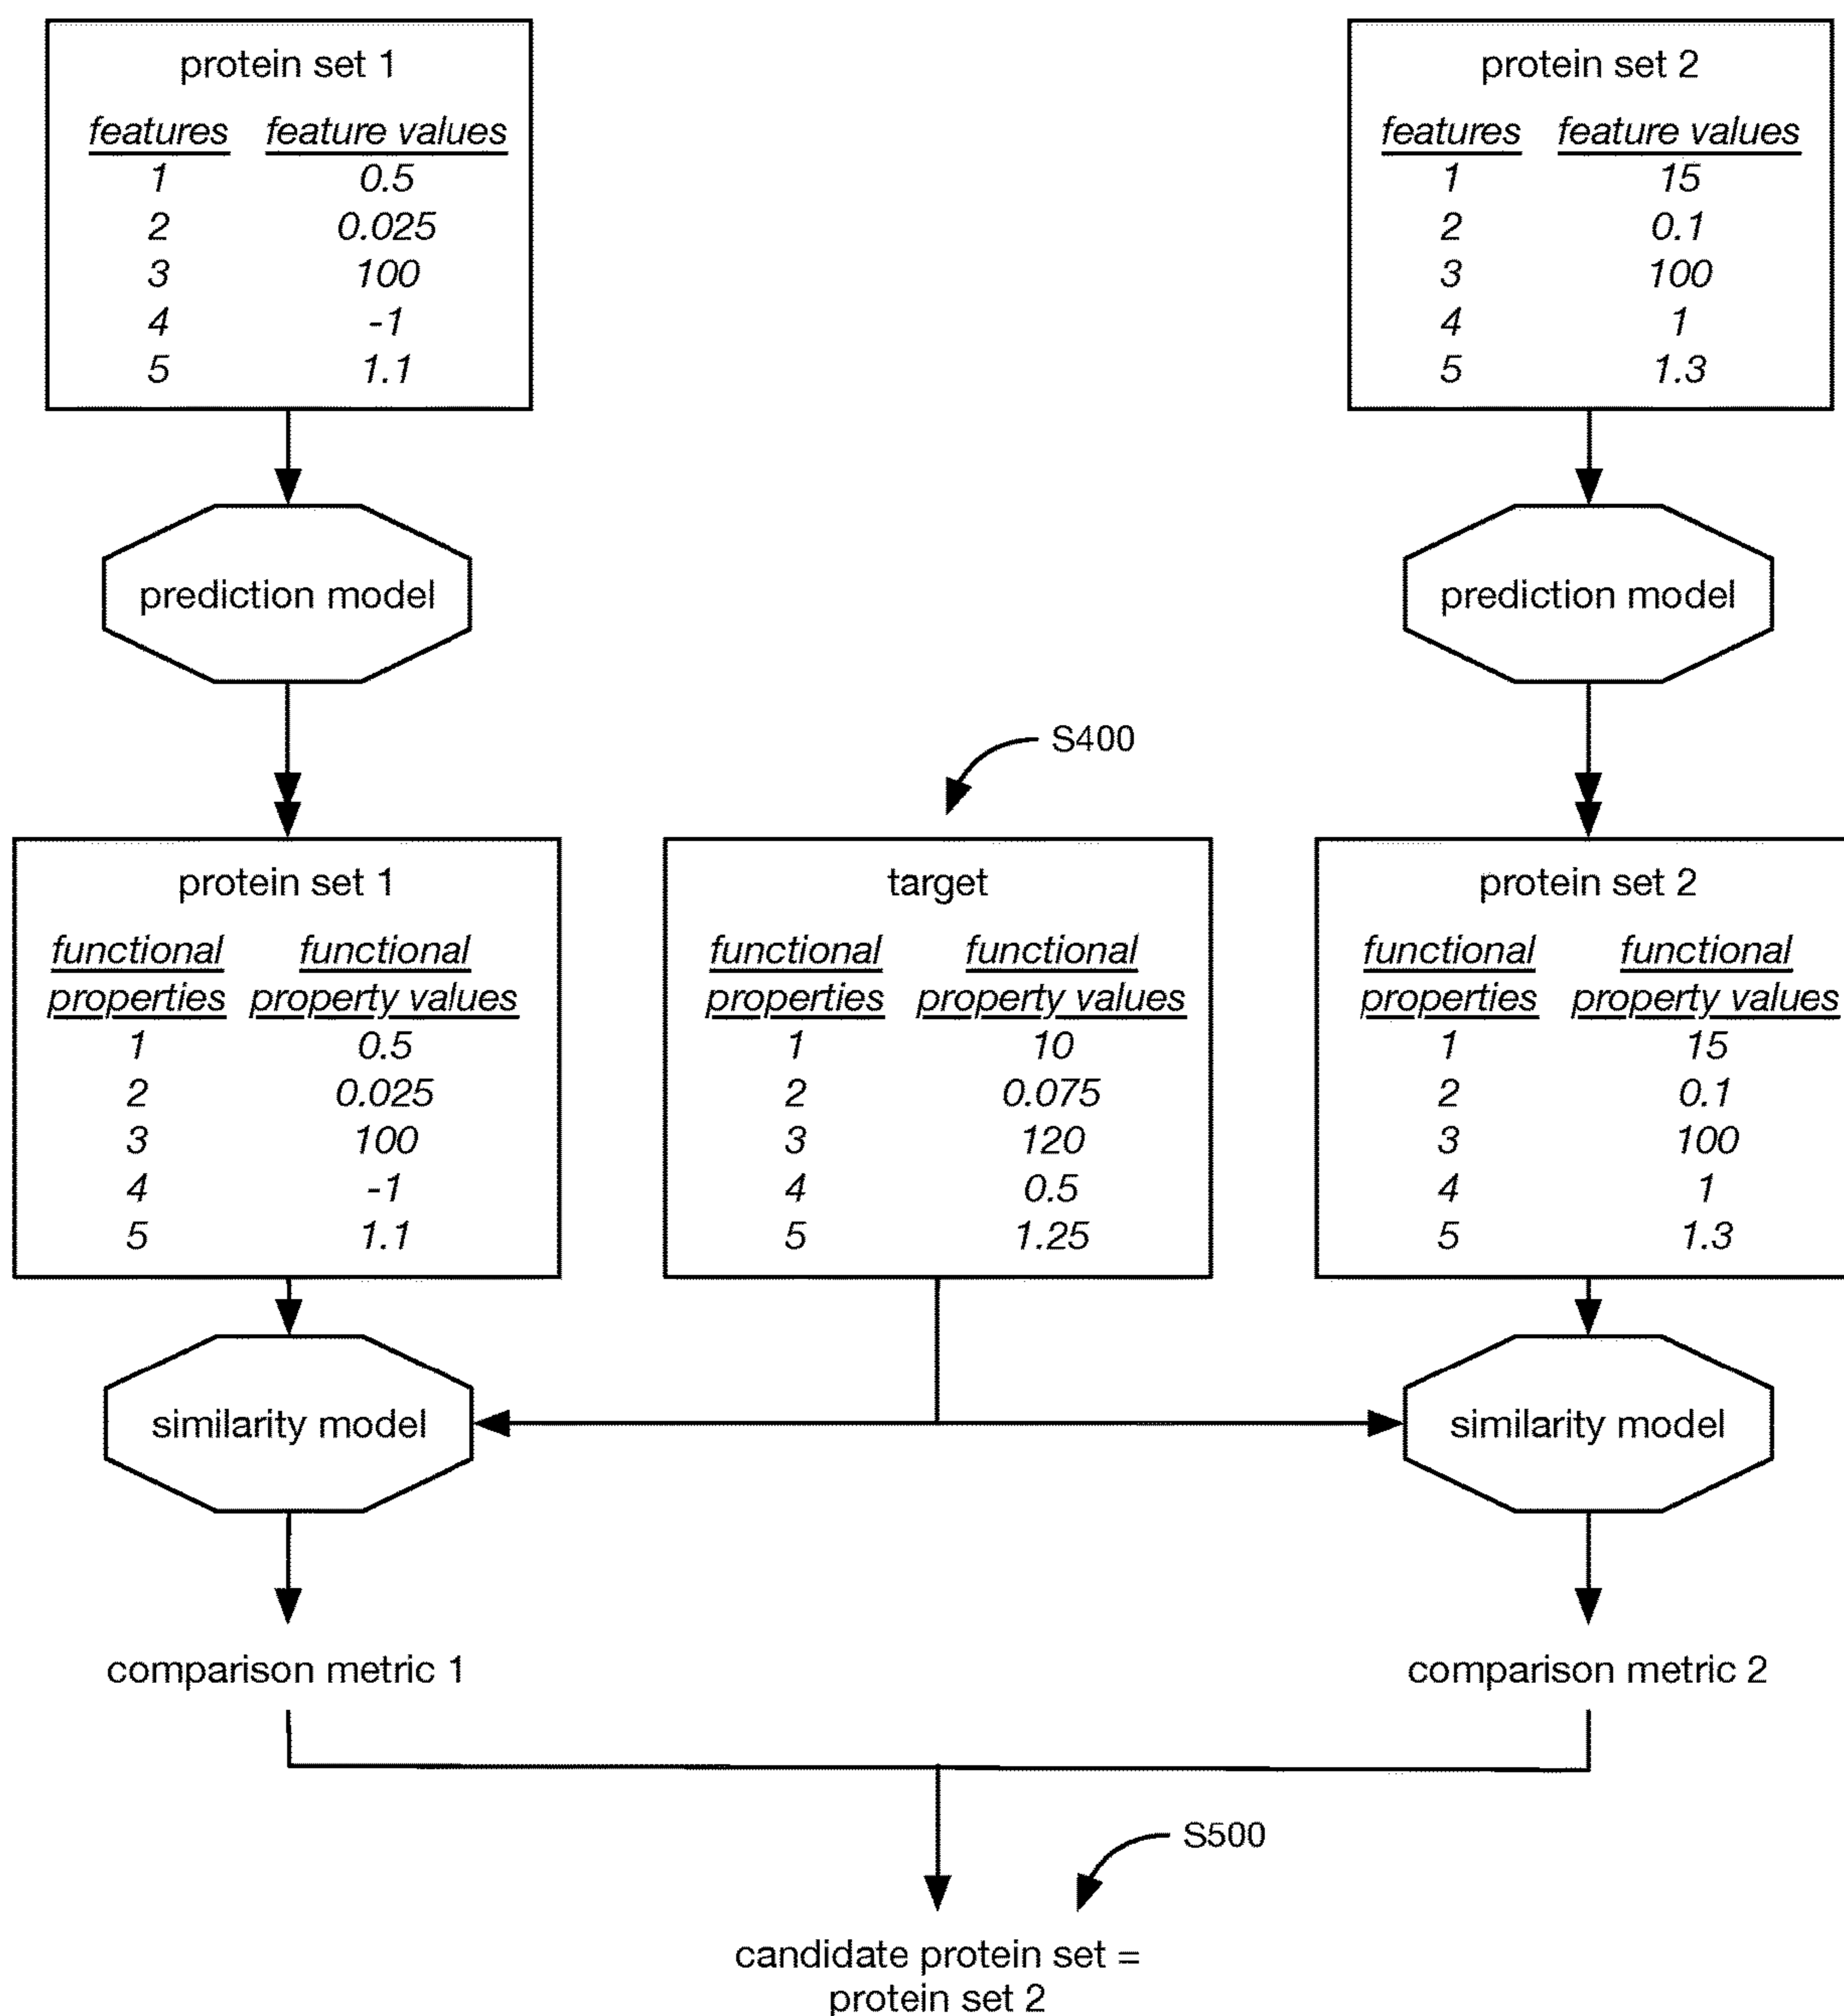 protein set 1
features feature values
1 0.5
2 0.025
3 100
4 -1
5 1.1
protein set 2
features feature values
1 15
2 0.1
3 100
4 1
5 1.3
prediction model
prediction model
S400
protein set 1
functional functional
properties property values
1 0.5
2 0.025
3 100
4 -1
5 1.1
target
functional functional
properties property values
1 10
2 0.075
3 120
4 0.5
5 1.25
protein set 2
functional functional
properties property values
1 15
2 0.1
3 100
4 1
5 1.3
similarity model
similarity model
comparison metric 1
comparison metric 2
S500
candidate protein set =
protein set 2